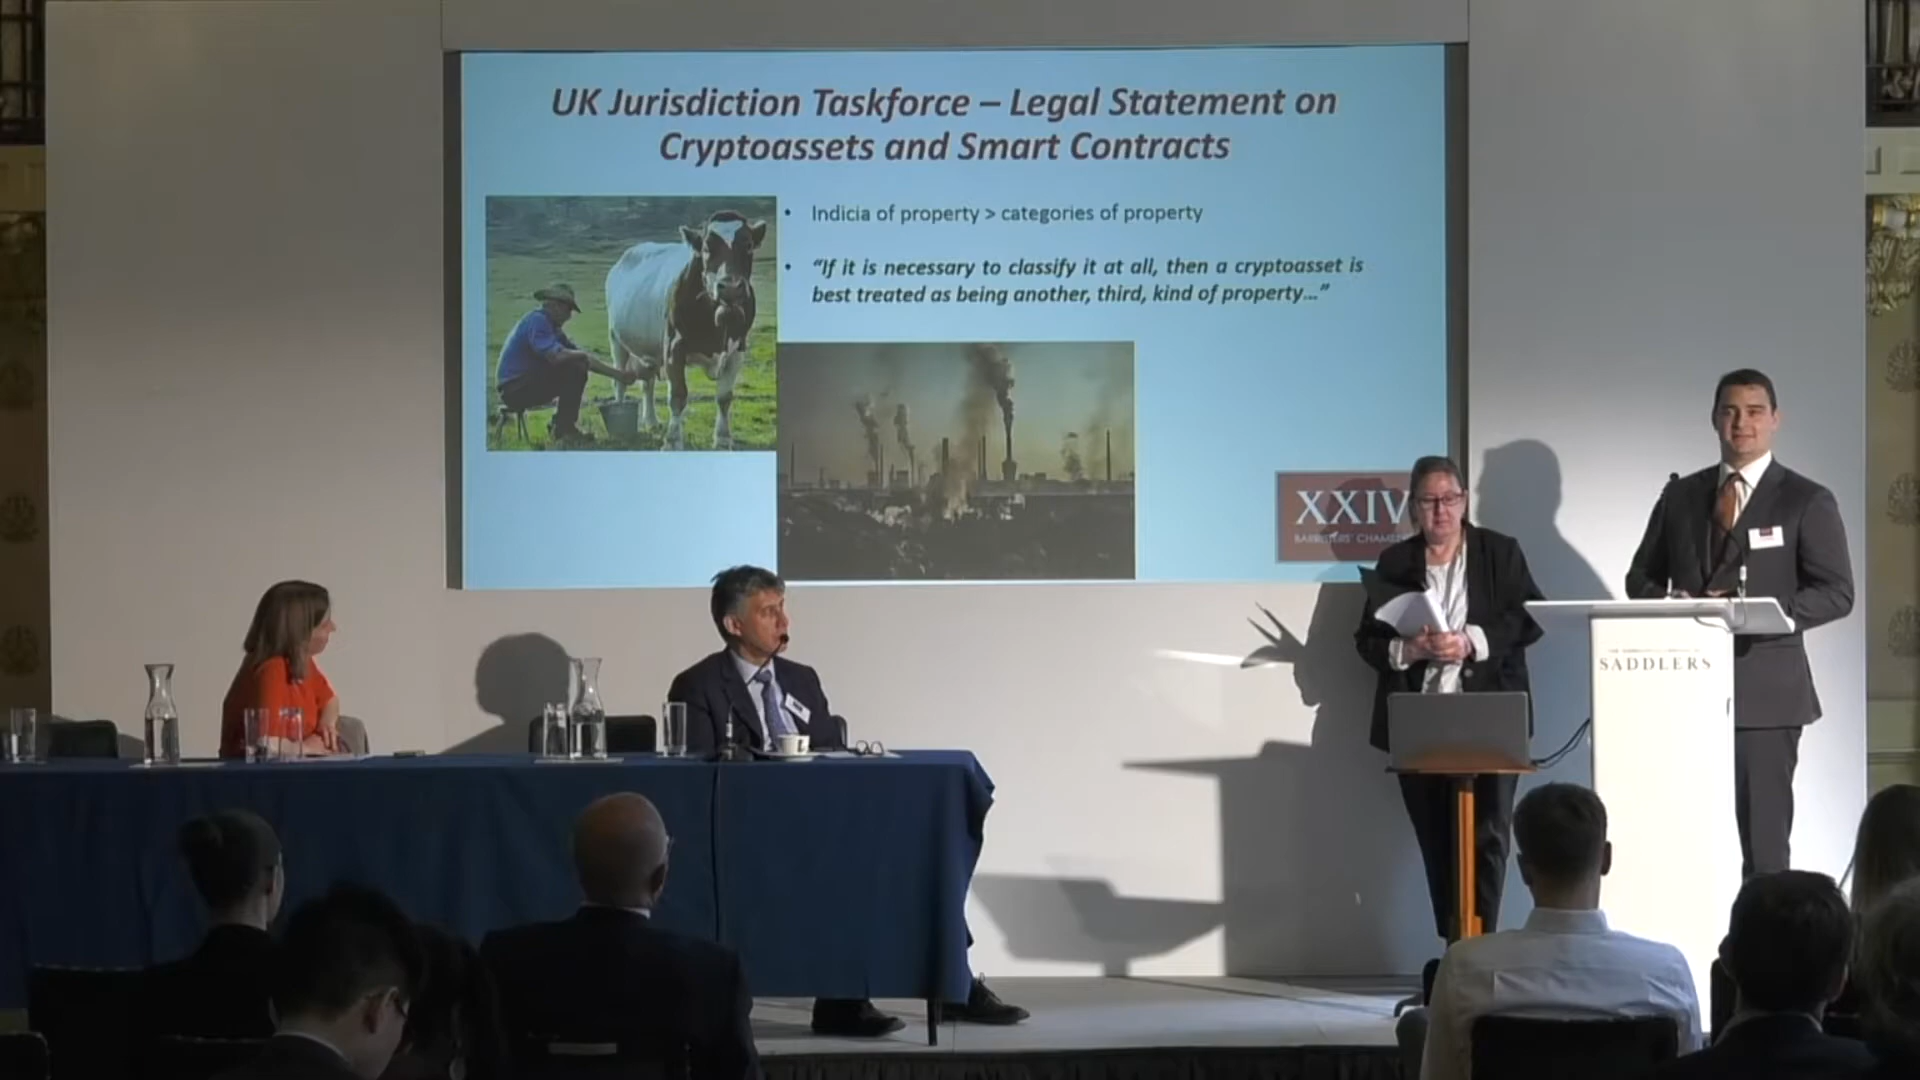 UK Jurisdiction Taskforce – Legal Statement on
Cryptoassets and Smart Contracts
• Indicia of property > categories of property
• “If it is necessary to classify it at all, then a cryptoasset is
best treated as being another, third, kind of property…”
XXIV
BARRISTERS'
SADDLERS